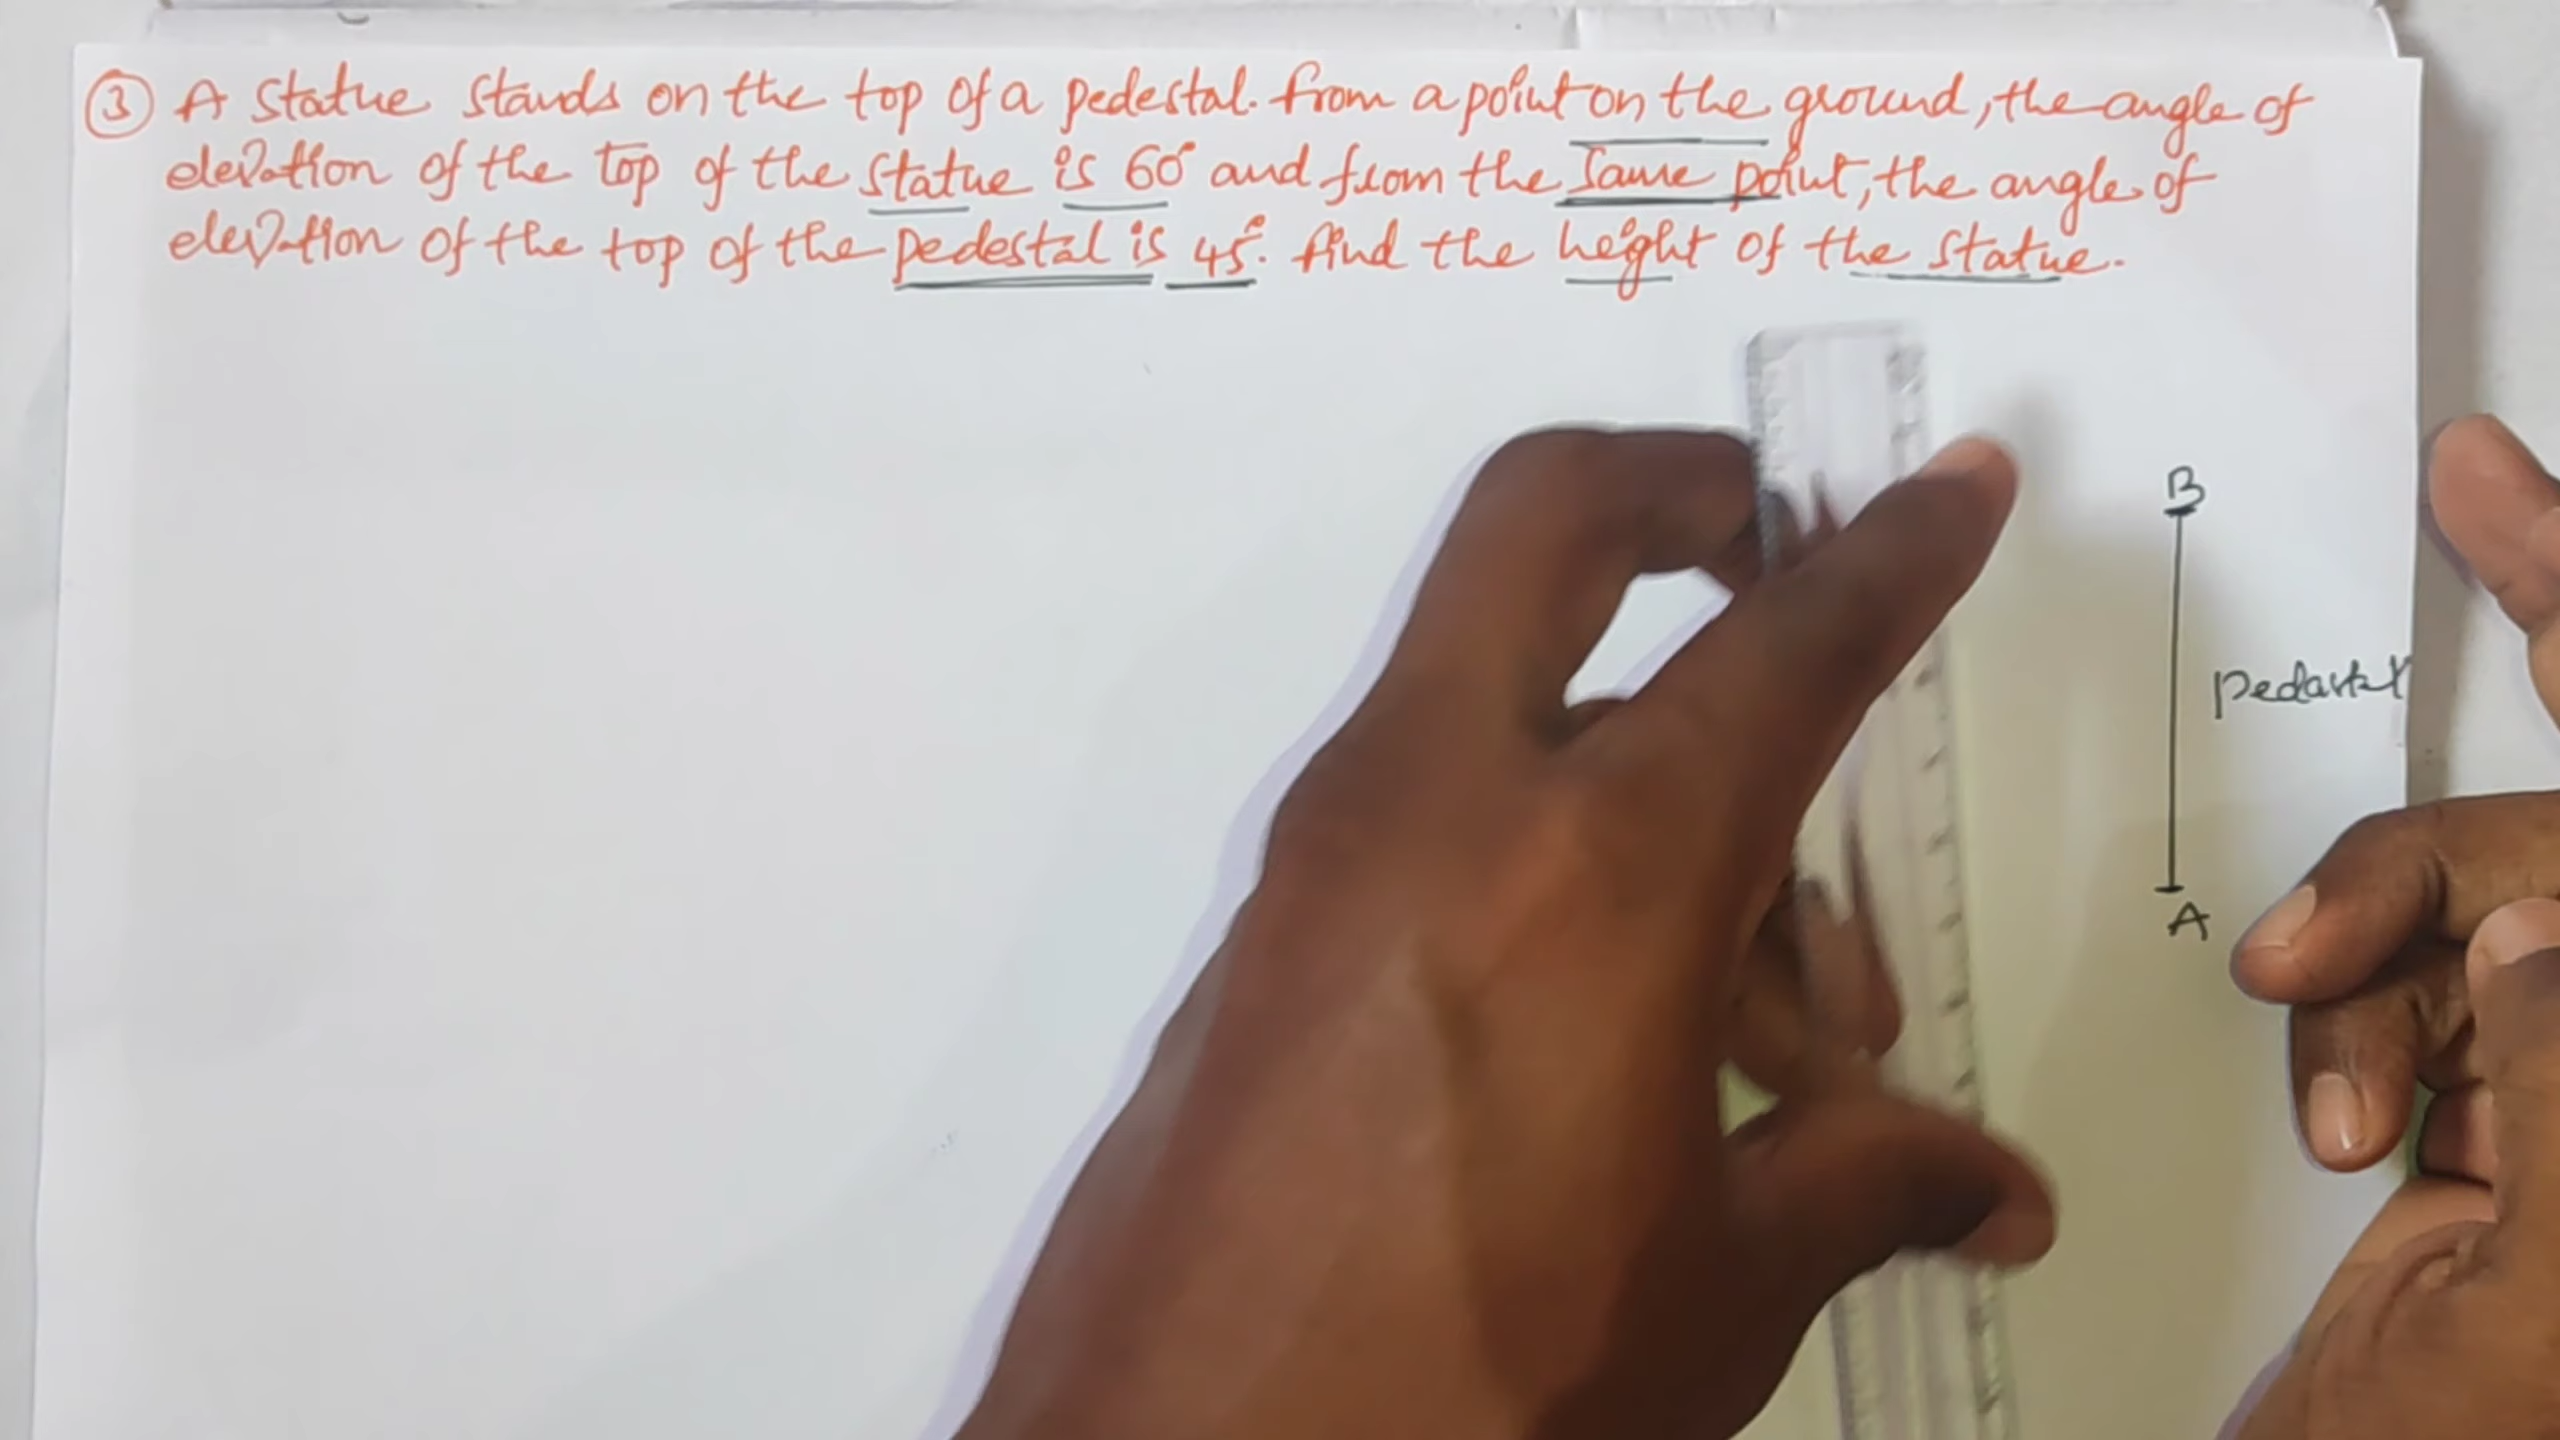 3 A statue stands on the top of a pedestal. from a point on the ground, the angle of
elevation of the top of the statue is 60° and from the same point, the angle of
elevation of the top of the pedestal is 45°. find the height of the statue.
B
pedastal
A